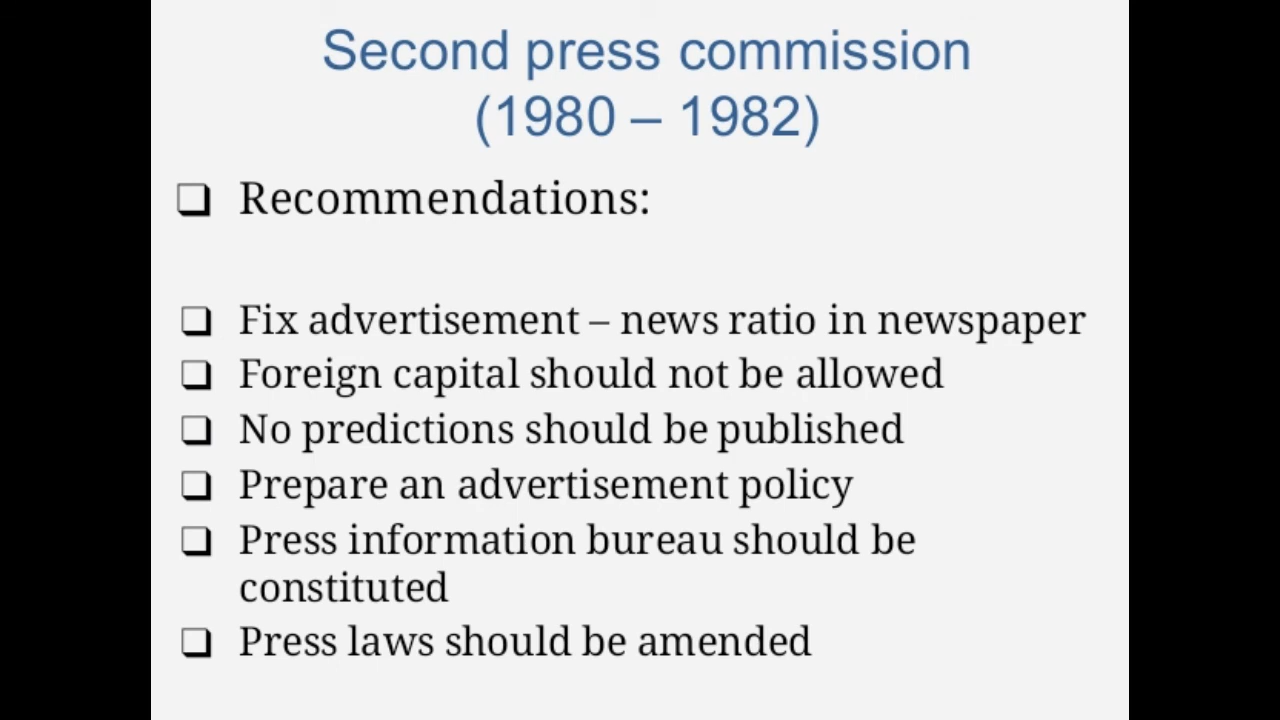 Second press commission
(1980 – 1982)
❑ Recommendations:
❑ Fix advertisement – news ratio in newspaper
❑ Foreign capital should not be allowed
❑ No predictions should be published
❑ Prepare an advertisement policy
❑ Press information bureau should be
constituted
❑ Press laws should be amended